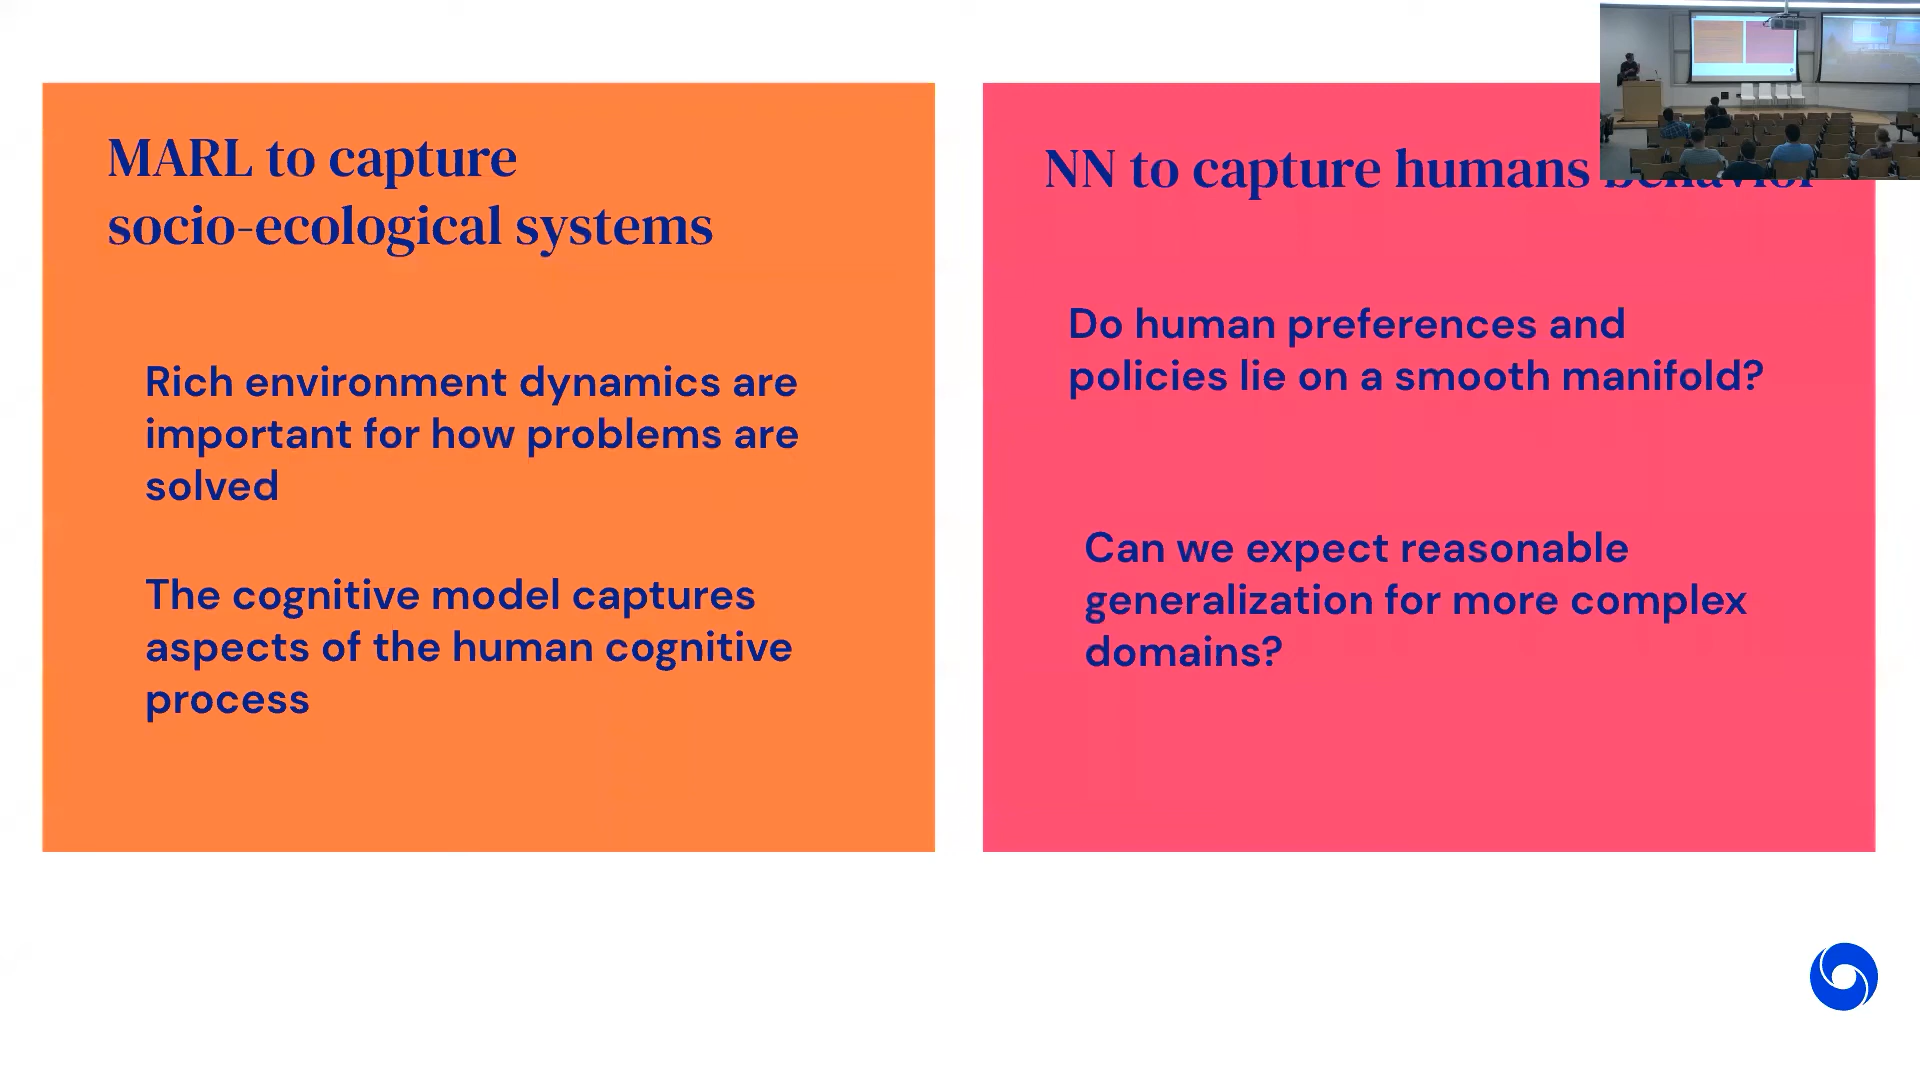 MARL to capture
socio-ecological systems
Rich environment dynamics are
important for how problems are
solved
The cognitive model captures
aspects of the human cognitive
process
NN to capture humans
Do human preferences and
policies lie on a smooth manifold?
Can we expect reasonable
generalization for more complex
domains?